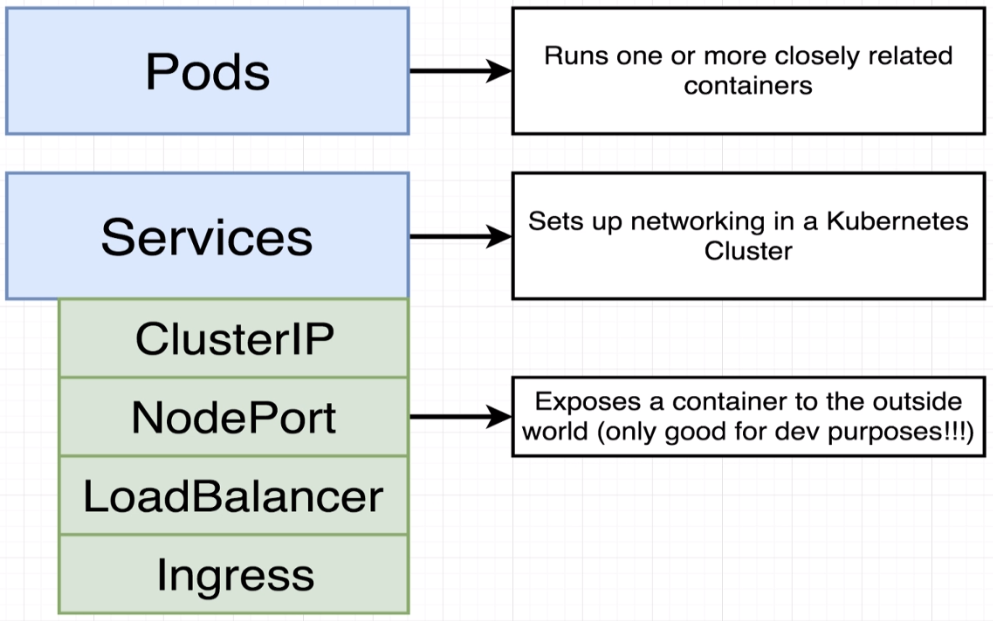 Pods
Runs one or more closely related
containers
Services
Sets up networking in a Kubernetes
Cluster
ClusterIP
NodePort
Exposes a container to the outside
world (only good for dev purposes!!!)
LoadBalancer
Ingress